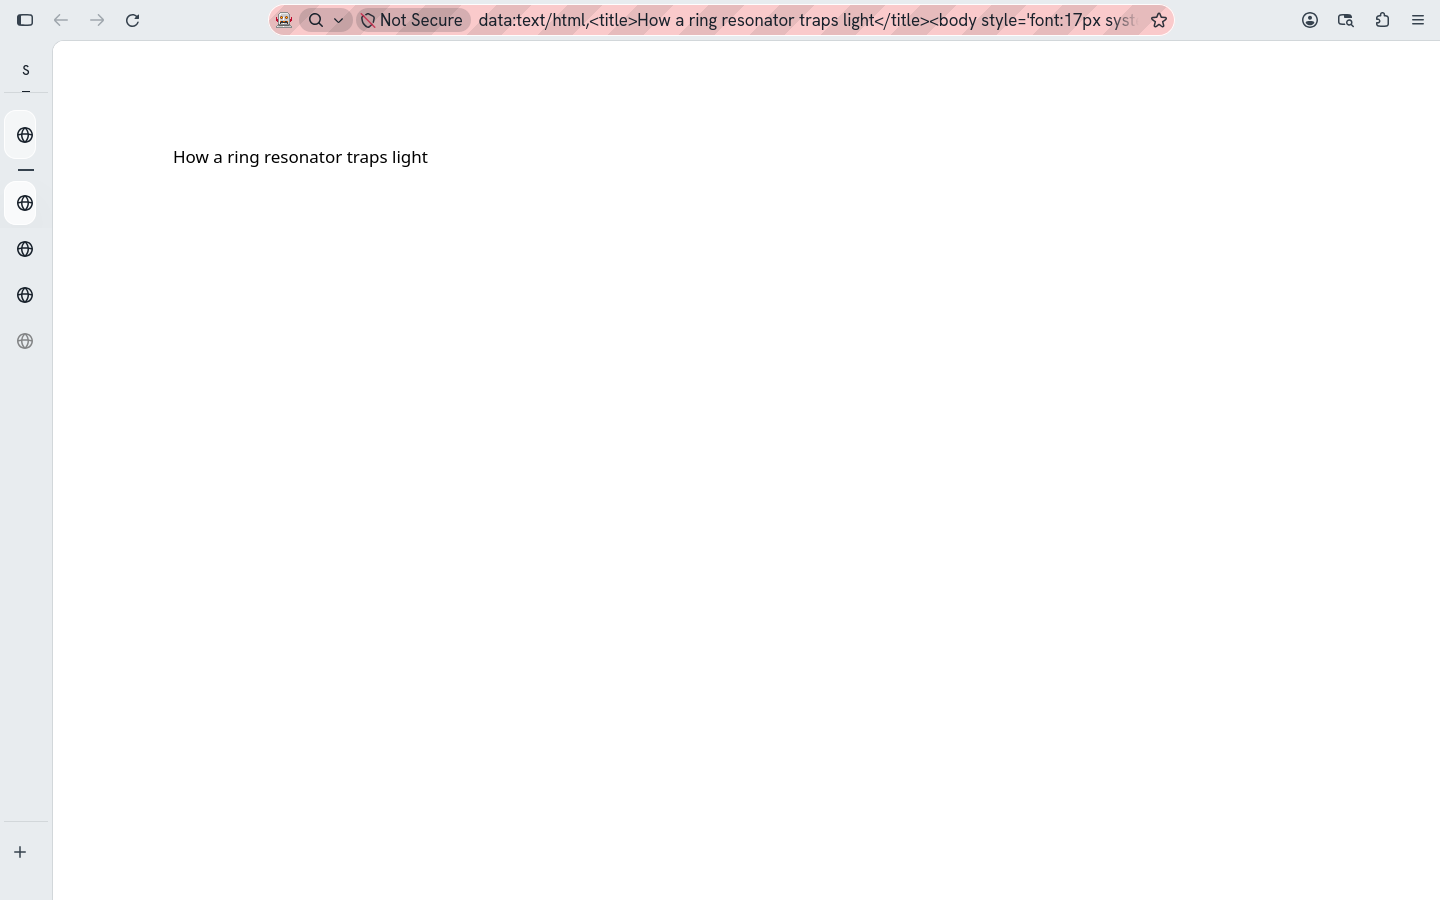 Not Secure
data:text/html,<title>How a ring resonator traps light</title><body style='font:17px syst
S
How a ring resonator traps light